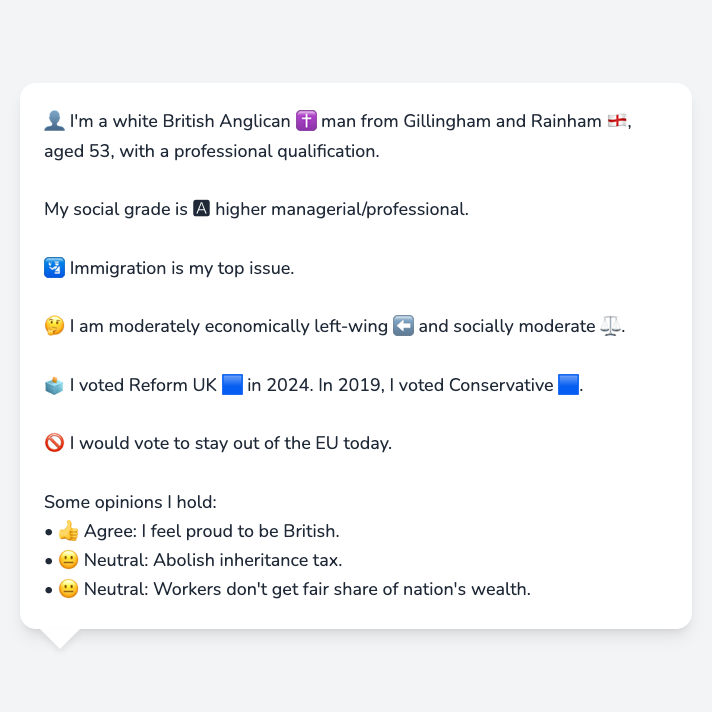 👤 I'm a white British Anglican ✝️ man from Gillingham and Rainham 🏴󠁧󠁢󠁥󠁮󠁧󠁿,
aged 53, with a professional qualification.
My social grade is 🅰 higher managerial/professional.
🛂 Immigration is my top issue.
🤔 I am moderately economically left-wing ⬅️ and socially moderate ⚖️.
🗳️ I voted Reform UK 🟦 in 2024. In 2019, I voted Conservative 🟦.
🚫 I would vote to stay out of the EU today.
Some opinions I hold:
• 👍 Agree: I feel proud to be British.
• 😐 Neutral: Abolish inheritance tax.
• 😐 Neutral: Workers don't get fair share of nation's wealth.